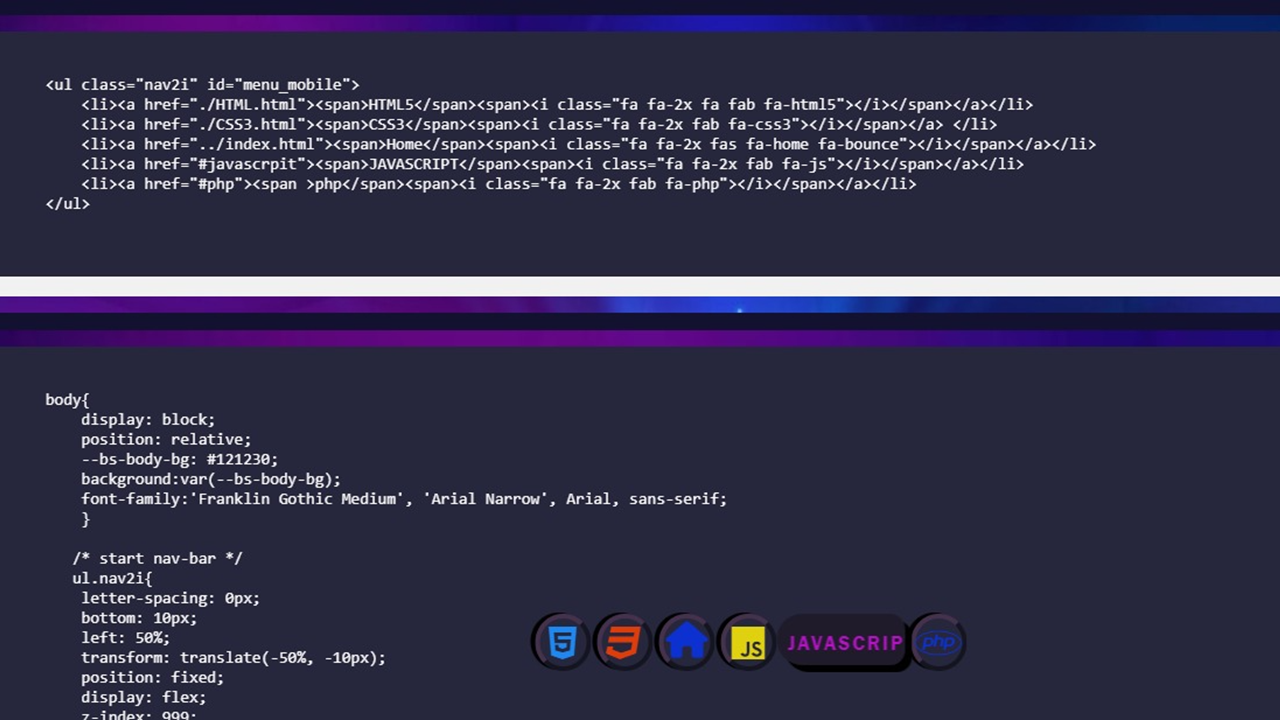 <ul class="nav2i" id="menu_mobile">
    <li><a href="./HTML.html"><span>HTML5</span><span><i class="fa fa-2x fa fab fa-html5"></i></span></a></li>
    <li><a href="./CSS3.html"><span>CSS3</span><span><i class="fa fa-2x fab fa-css3"></i></span></a> </li>
    <li><a href="../index.html"><span>Home</span><span><i class="fa fa-2x fas fa-home fa-bounce"></i></span></a></li>
    <li><a href="#javascrpit"><span>JAVASCRIPT</span><span><i class="fa fa-2x fab fa-js"></i></span></a></li>
    <li><a href="#php"><span >php</span><span><i class="fa fa-2x fab fa-php"></i></span></a></li>
</ul>
body{
    display: block;
    position: relative;
    --bs-body-bg: #121230;
    background:var(--bs-body-bg);
    font-family:'Franklin Gothic Medium', 'Arial Narrow', Arial, sans-serif;
    }
   /* start nav-bar */
   ul.nav2i{
    letter-spacing: 0px;
    bottom: 10px;
    left: 50%;
    transform: translate(-50%, -10px);
    position: fixed;
    display: flex;
    z-index: 999;
5 3 JS JAVASCRIP php